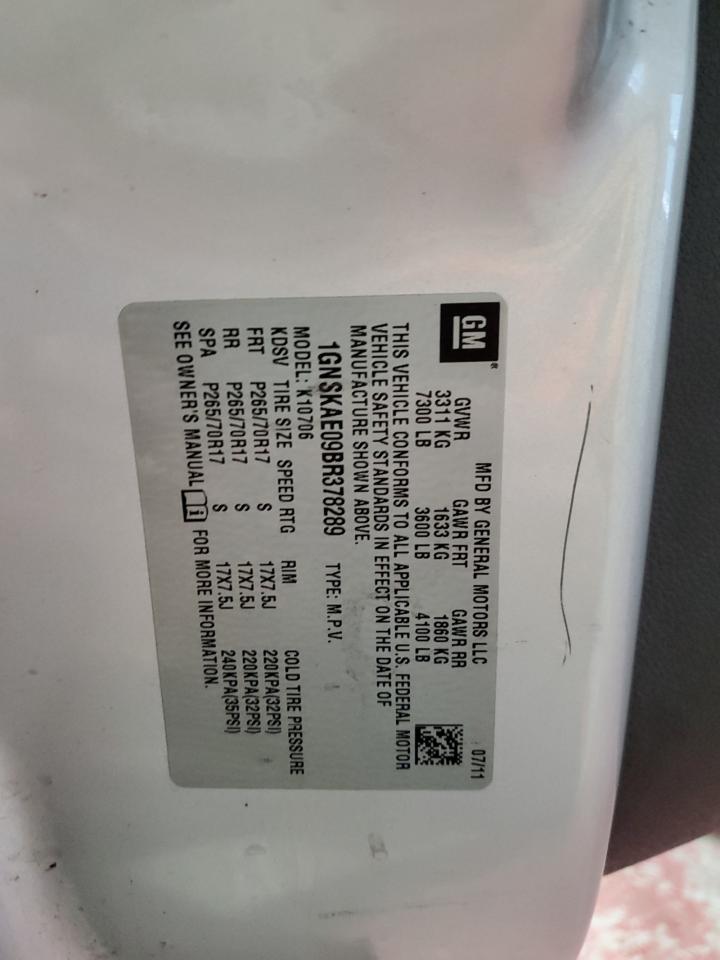 GM®
MFD BY GENERAL MOTORS LLC 07/11
GVWR GAWR FRT GAWR RR
3311 KG 1633 KG 1860 KG
7300 LB 3600 LB 4100 LB
THIS VEHICLE CONFORMS TO ALL APPLICABLE U.S. FEDERAL MOTOR
VEHICLE SAFETY STANDARDS IN EFFECT ON THE DATE OF
MANUFACTURE SHOWN ABOVE.
1GNSKAE09BR378289 TYPE: M.P.V.
MODEL: K10706
KDSV TIRE SIZE SPEED RTG RIM COLD TIRE PRESSURE
FRT P265/70R17 S 17X7.5J 220KPA(32PSI)
RR P265/70R17 S 17X7.5J 220KPA(32PSI)
SPA P265/70R17 S 17X7.5J 240KPA(35PSI)
SEE OWNER'S MANUAL i FOR MORE INFORMATION.